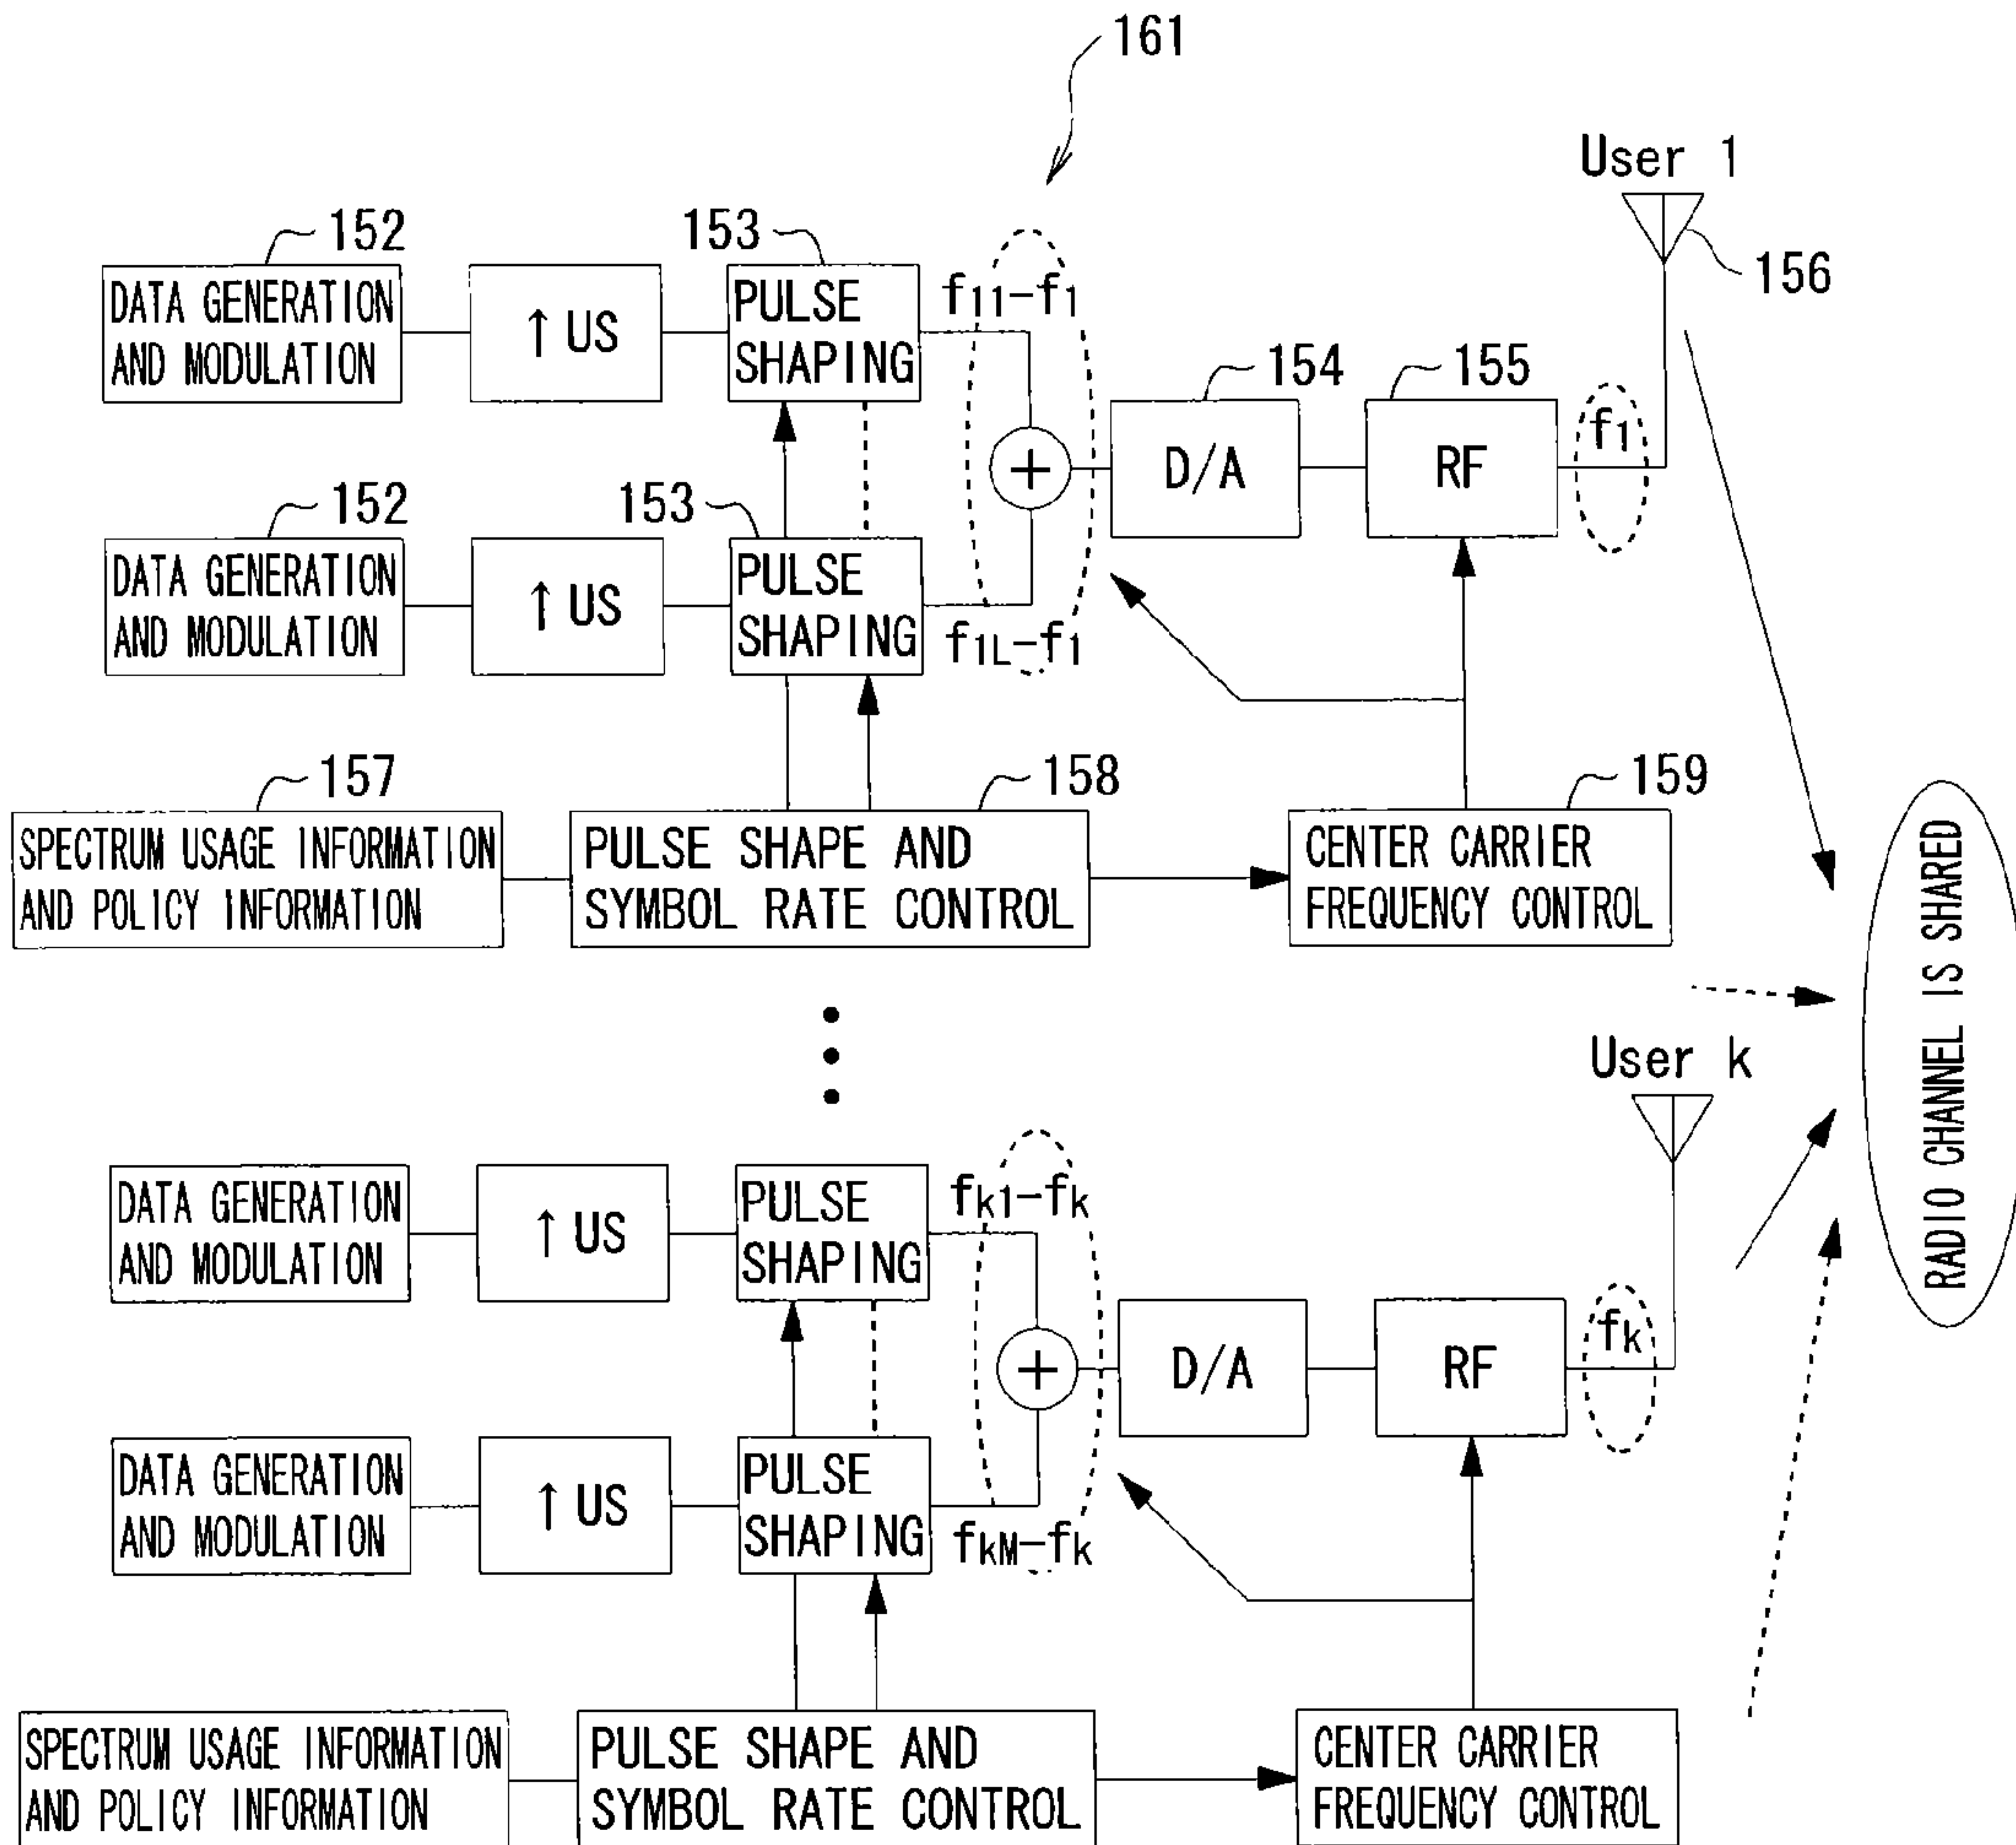 161
User 1
152
153
156
DATA GENERATION
AND MODULATION
↑ US
PULSE
SHAPING
f11-f1
154
155
f1
D/A
RF
+
152
153
DATA GENERATION
AND MODULATION
↑ US
PULSE
SHAPING
f1L-f1
157
158
159
SPECTRUM USAGE INFORMATION
AND POLICY INFORMATION
PULSE SHAPE AND
SYMBOL RATE CONTROL
CENTER CARRIER
FREQUENCY CONTROL
RADIO CHANNEL IS SHARED
User k
DATA GENERATION
AND MODULATION
↑ US
PULSE
SHAPING
fk1-fk
+
D/A
RF
fk
DATA GENERATION
AND MODULATION
↑ US
PULSE
SHAPING
fkM-fk
SPECTRUM USAGE INFORMATION
AND POLICY INFORMATION
PULSE SHAPE AND
SYMBOL RATE CONTROL
CENTER CARRIER
FREQUENCY CONTROL